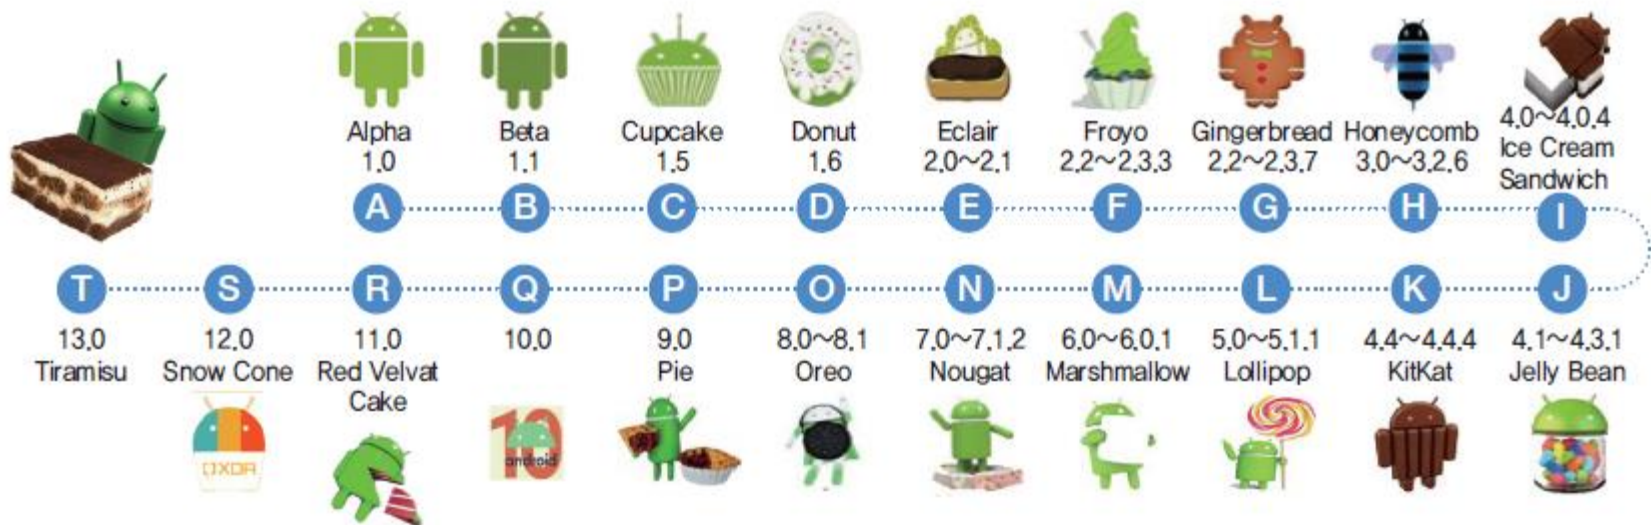 Alpha
1.0
Beta
1.1
Cupcake
1.5
Donut
1.6
Eclair
2.0~2.1
Froyo
2.2~2.3.3
Gingerbread
2.2~2.3.7
Honeycomb
3.0~3.2.6
4.0~4.0.4
Ice Cream
Sandwich
A
B
C
D
E
F
G
H
I
T
S
R
Q
P
O
N
M
L
K
J
13.0
Tiramisu
12.0
Snow Cone
XDA
11.0
Red Velvat
Cake
10.0
10
android
9.0
Pie
8.0~8.1
Oreo
7.0~7.1.2
Nougat
6.0~6.0.1
Marshmallow
5.0~5.1.1
Lollipop
4.4~4.4.4
KitKat
4.1~4.3.1
Jelly Bean